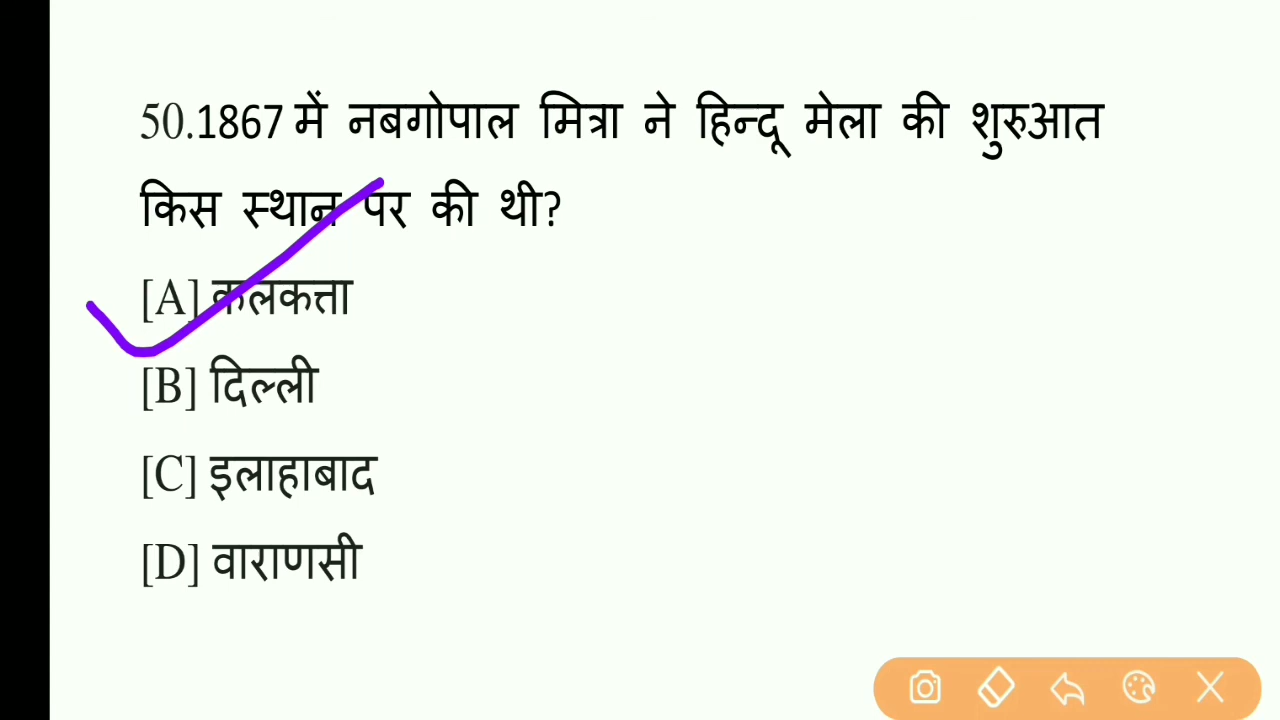 50.1867 में नबगोपाल मित्रा ने हिन्दू मेला की शुरुआत
किस स्थान पर की थी?
[A] कलकत्ता
[B] दिल्ली
[C] इलाहाबाद
[D] वाराणसी